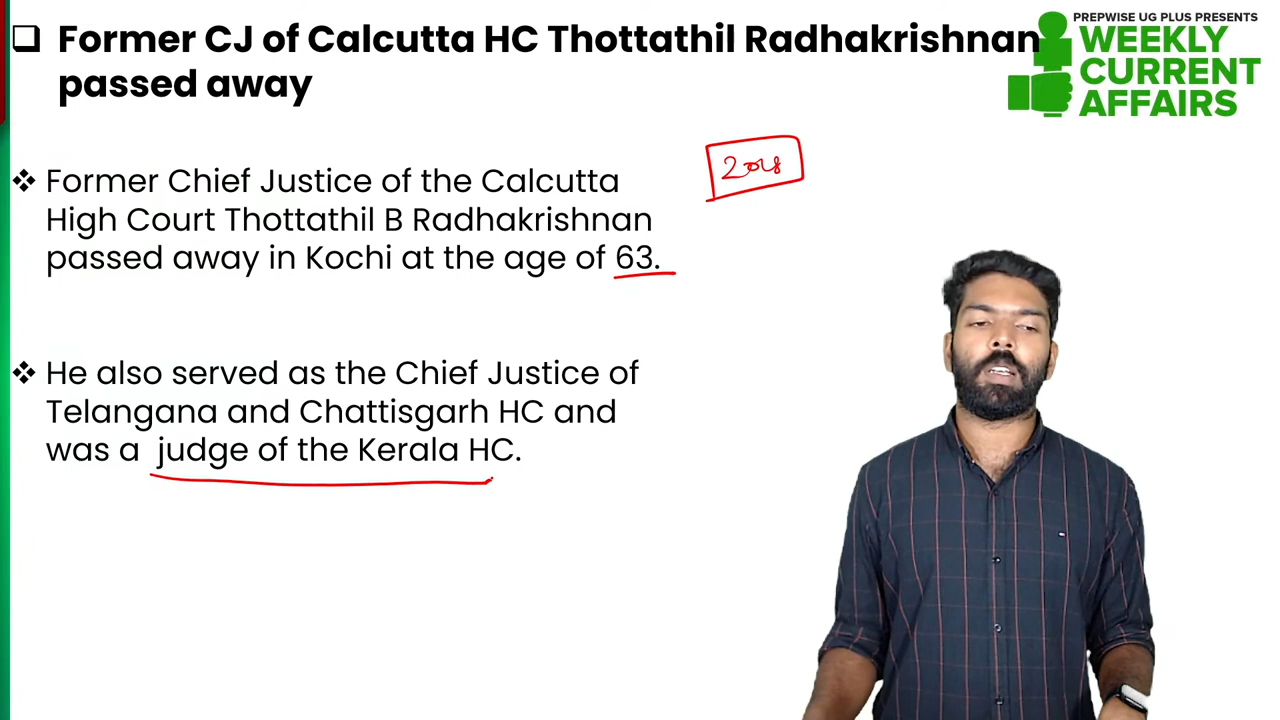 ❑ Former CJ of Calcutta HC Thottathil Radhakrishnan
passed away
PREPWISE UG PLUS PRESENTS
WEEKLY
CURRENT
AFFAIRS
❖ Former Chief Justice of the Calcutta
High Court Thottathil B Radhakrishnan
passed away in Kochi at the age of 63.
❖ He also served as the Chief Justice of
Telangana and Chattisgarh HC and
was a judge of the Kerala HC.